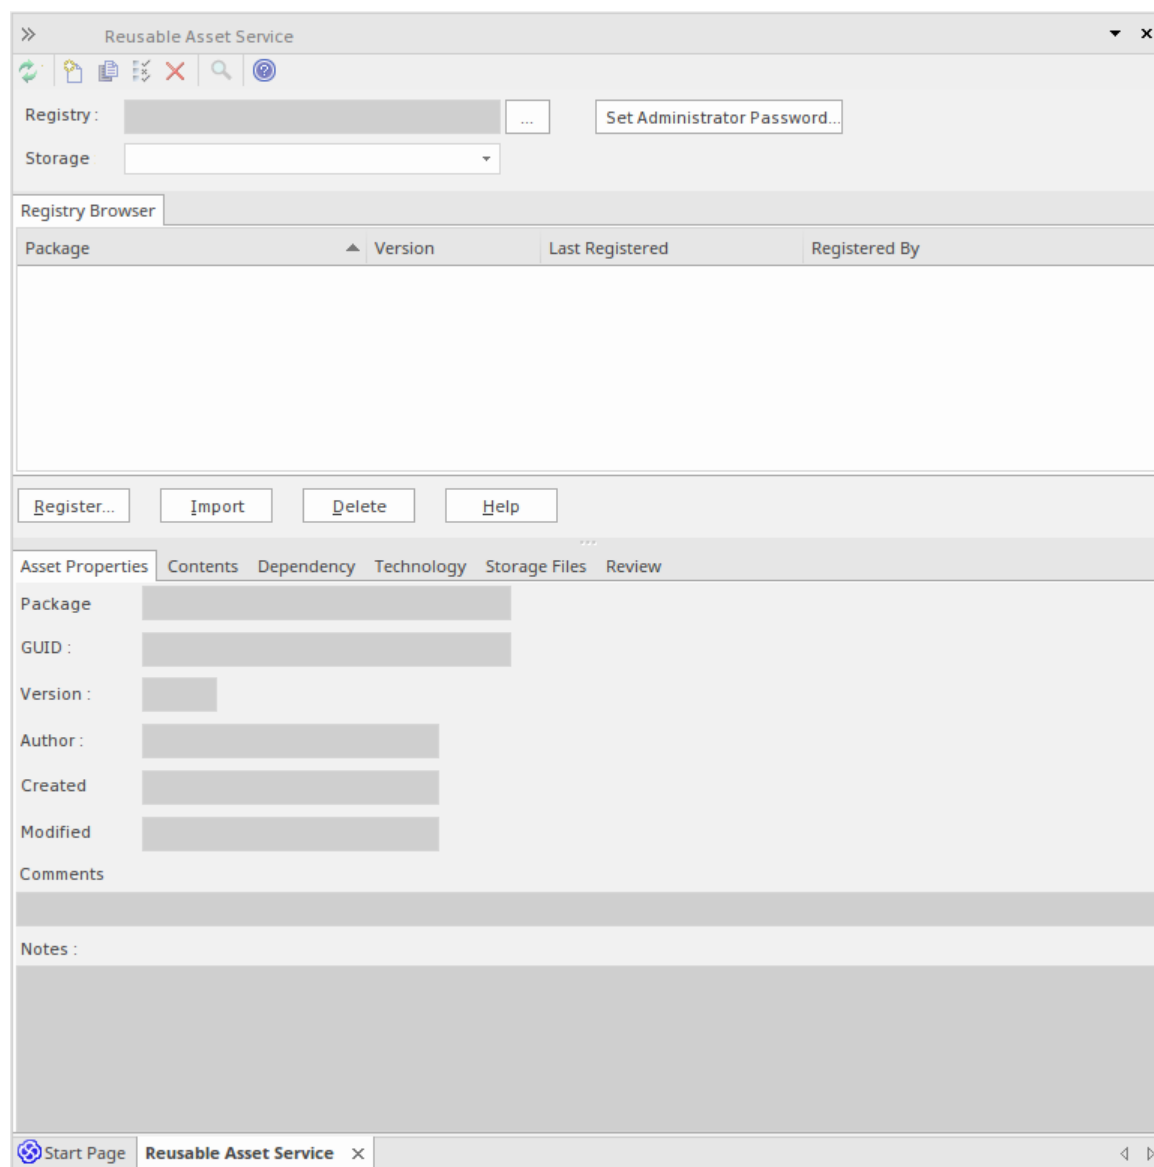 Reusable Asset Service
Registry :
...
Set Administrator Password...
Storage
Registry Browser
Package Version Last Registered Registered By
Register... Import Delete Help
Asset Properties Contents Dependency Technology Storage Files Review
Package
GUID :
Version :
Author :
Created
Modified
Comments
Notes :
Start Page Reusable Asset Service